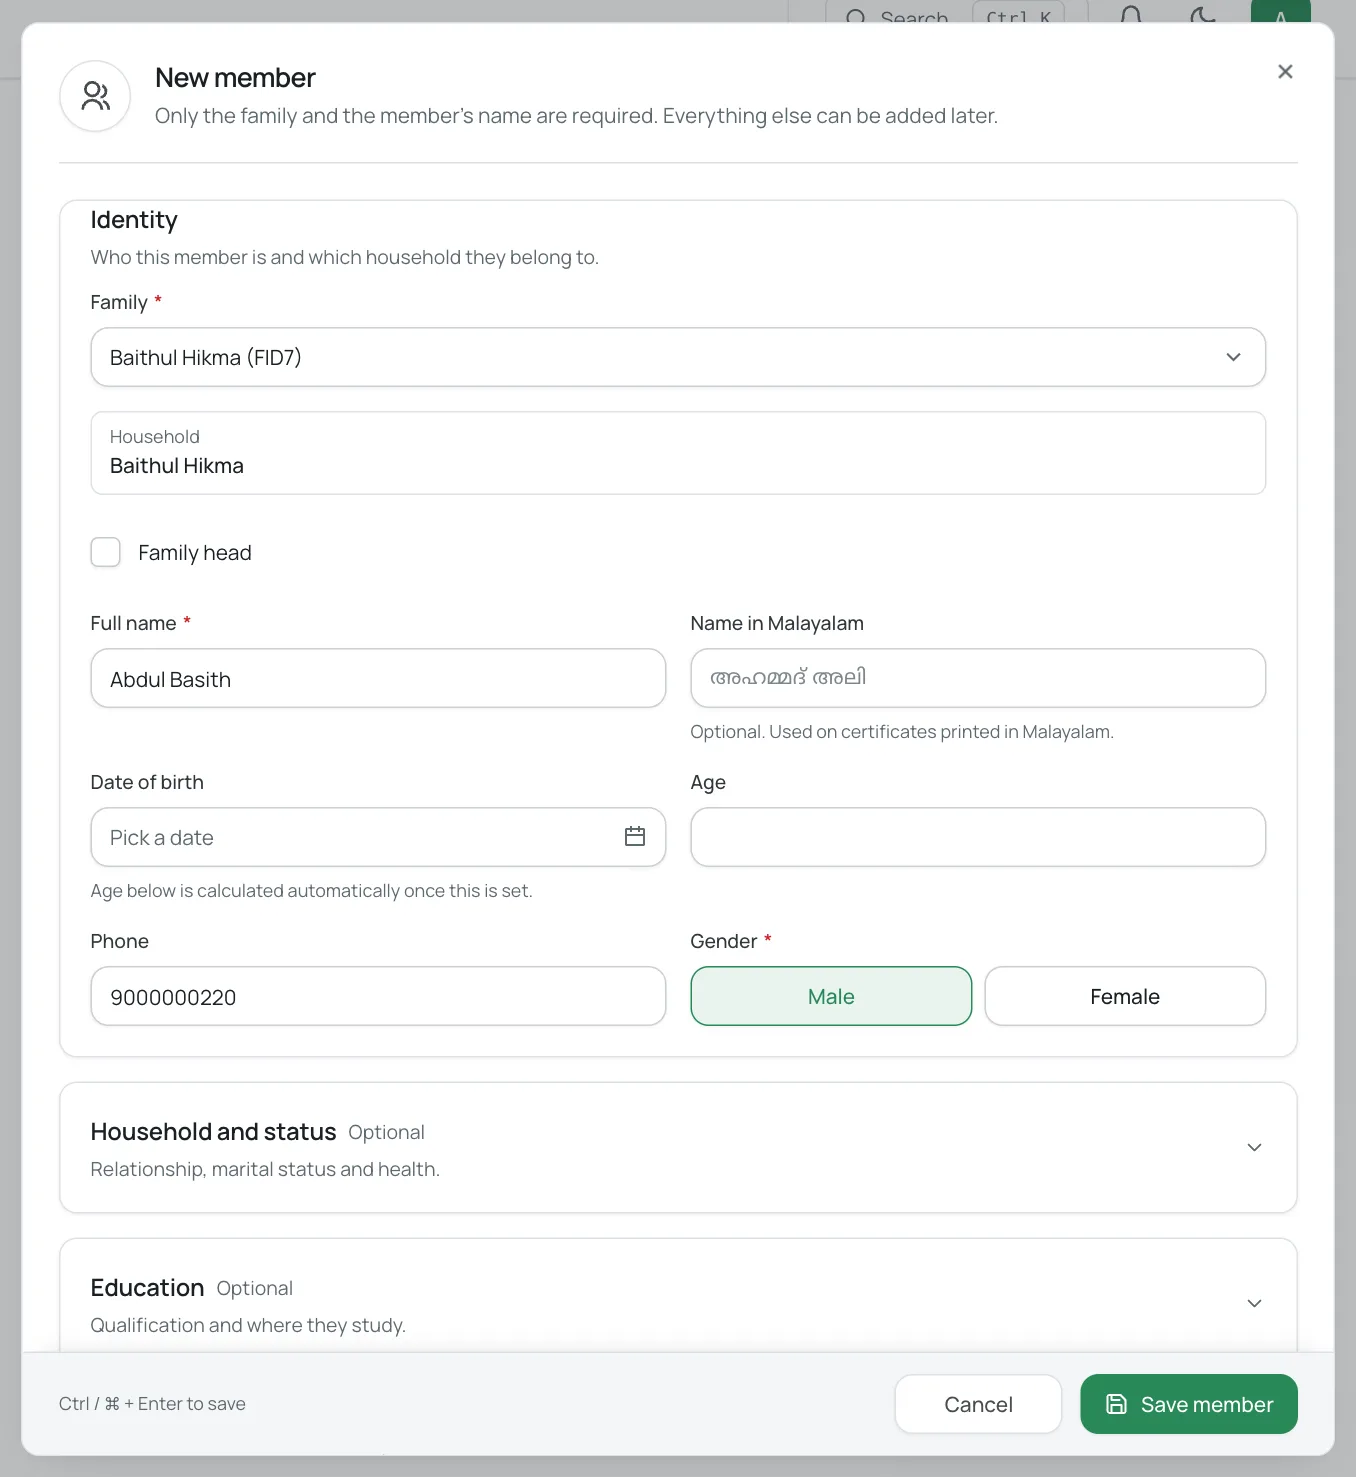 Search Ctrl K A
New member
Only the family and the member's name are required. Everything else can be added later.
Identity
Who this member is and which household they belong to.
Family *
Baithul Hikma (FID7)
Household
Baithul Hikma
Family head
Full name *
Name in Malayalam
Abdul Basith
അഹമ്മദ് അലി
Optional. Used on certificates printed in Malayalam.
Date of birth
Age
Pick a date
Age below is calculated automatically once this is set.
Phone
Gender *
9000000220
Male
Female
Household and status Optional
Relationship, marital status and health.
Education Optional
Qualification and where they study.
Ctrl / ⌘ + Enter to save
Cancel
Save member